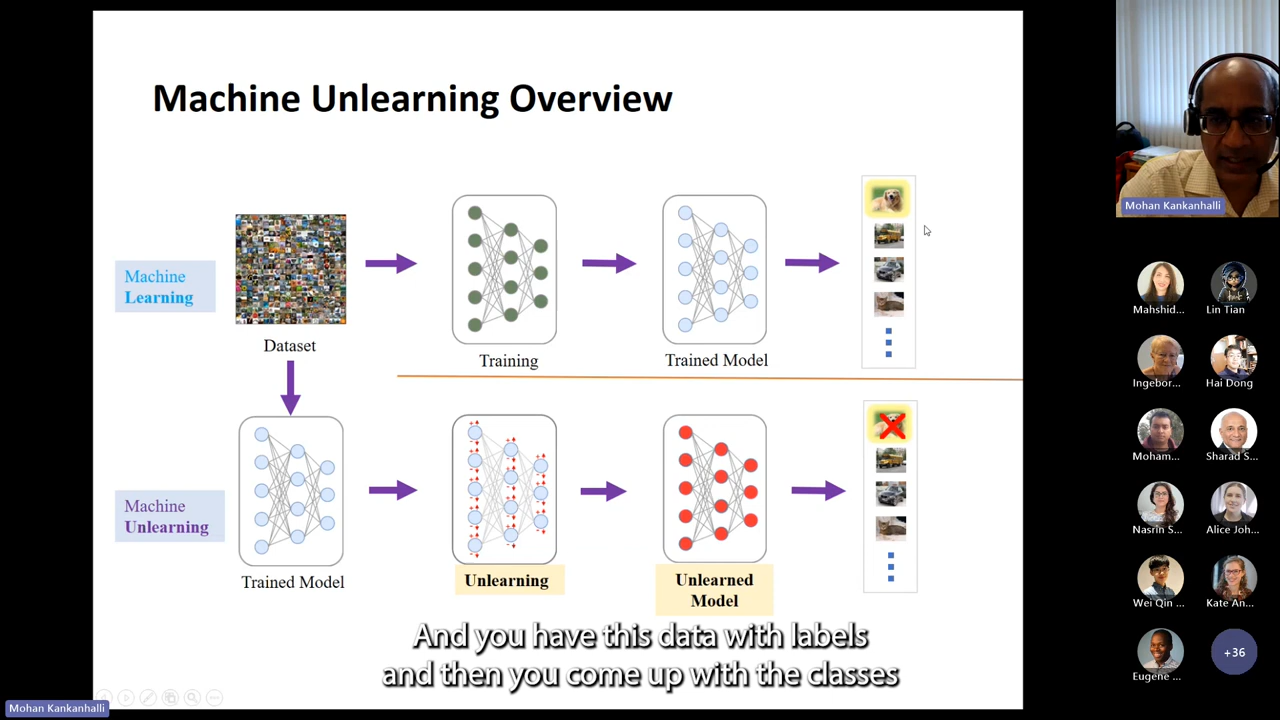 Machine Unlearning Overview
Mohan Kankanhalli
Machine
Learning
Dataset
Training
Trained Model
Machine
Unlearning
Trained Model
Unlearning
Unlearned
Model
And you have this data with labels
and then you come up with the classes
Mahshid...
Lin Tian
Ingebor...
Hai Dong
Moham...
Sharad S...
Nasrin S...
Alice Joh...
Wei Qin ...
Kate An...
Eugene ...
+36
Mohan Kankanhalli